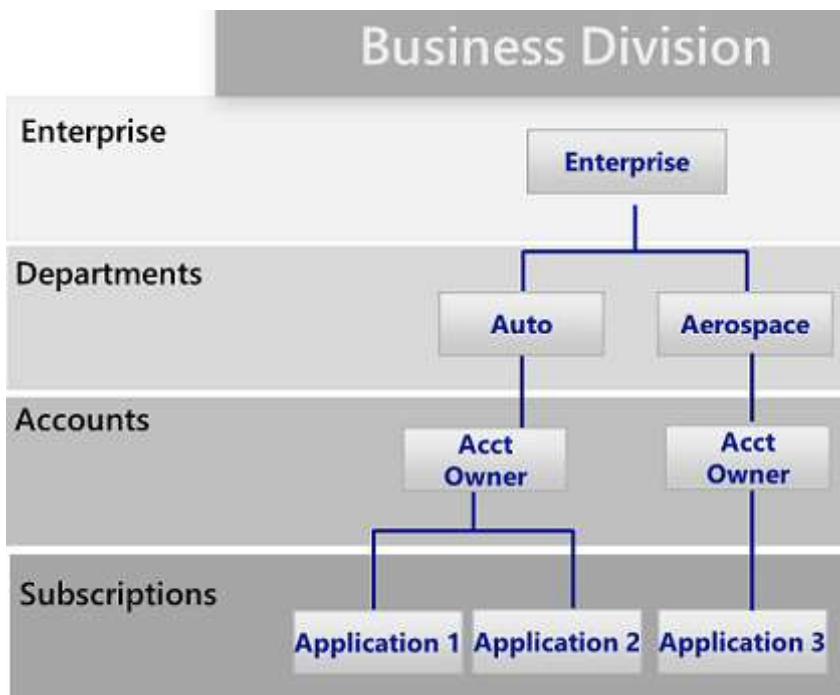 Business Division
Enterprise
Enterprise
Departments
Auto
Aerospace
Accounts
Acct
Owner
Acct
Owner
Subscriptions
Application 1
Application 2
Application 3